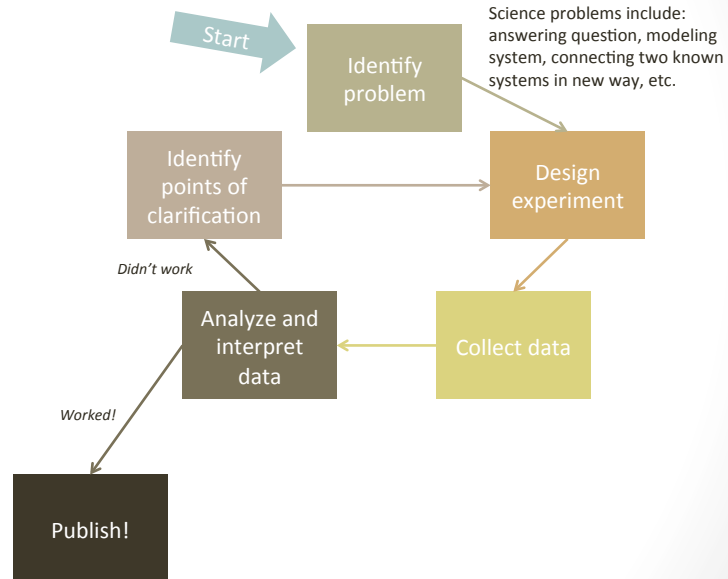 Start
Identify
problem
Science problems include:
answering question, modeling
system, connecting two known
systems in new way, etc.
Identify
points of
clarification
Design
experiment
Didn't work
Analyze and
interpret
data
Collect data
Worked!
Publish!